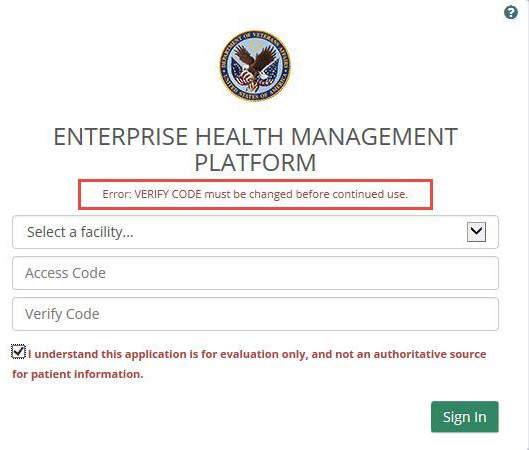 ?
DEPARTMENT OF VETERANS AFFAIRS
UNITED STATES OF AMERICA
ENTERPRISE HEALTH MANAGEMENT
PLATFORM
Error: VERIFY CODE must be changed before continued use.
Select a facility...
Access Code
Verify Code
I understand this application is for evaluation only, and not an authoritative source
for patient information.
Sign In